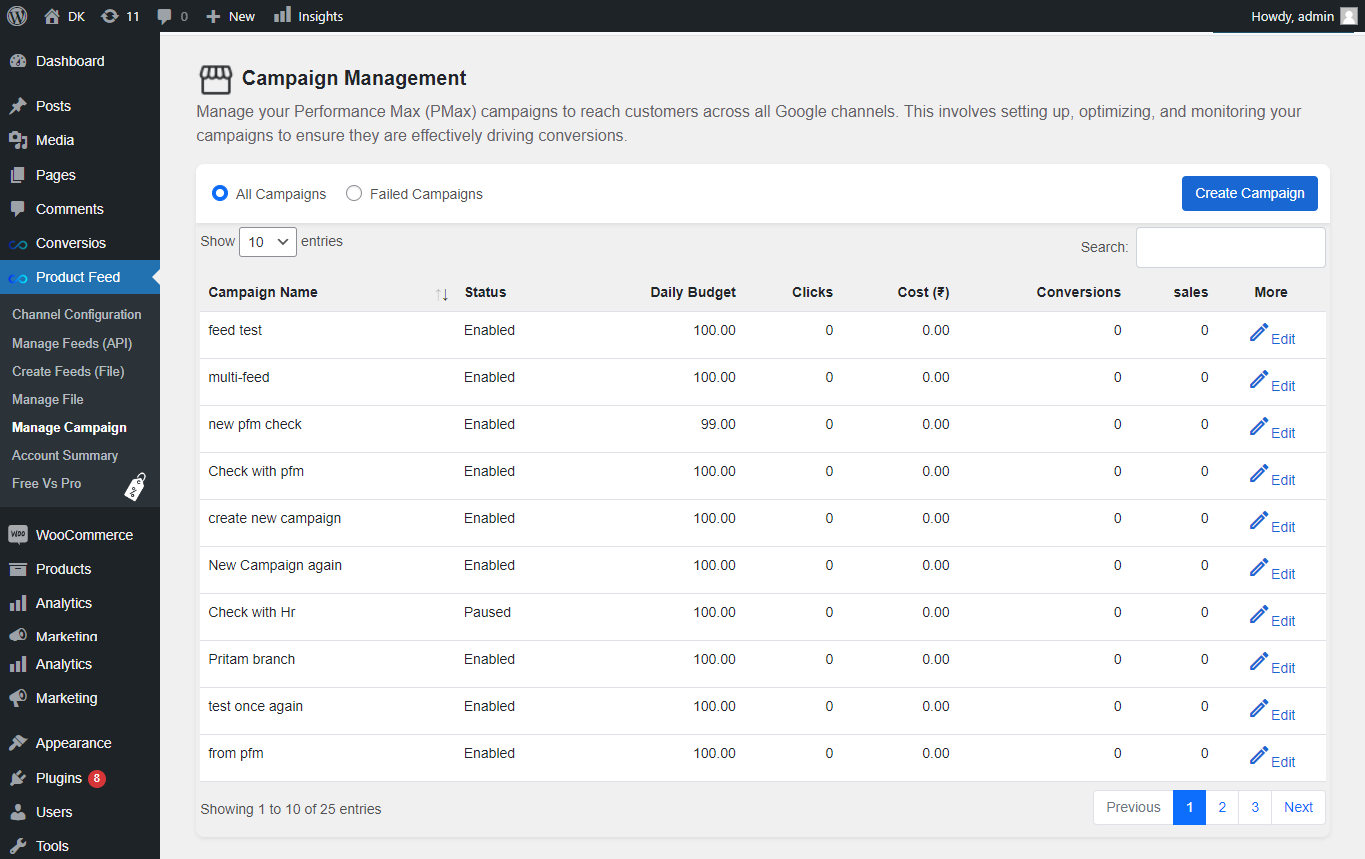 DK 11 0 New Insights Howdy, admin
Dashboard
Posts
Media
Pages
Comments
Conversios
Product Feed
Channel Configuration
Manage Feeds (API)
Create Feeds (File)
Manage File
Manage Campaign
Account Summary
Free Vs Pro
WooCommerce
Products
Analytics
Marketing
Analytics
Marketing
Appearance
Plugins 8
Users
Tools
Campaign Management
Manage your Performance Max (PMax) campaigns to reach customers across all Google channels. This involves setting up, optimizing, and monitoring your
campaigns to ensure they are effectively driving conversions.
All Campaigns Failed Campaigns Create Campaign
Show 10 entries Search:
Campaign Name Status Daily Budget Clicks Cost (₹) Conversions sales More
feed test Enabled 100.00 0 0.00 0 0 Edit
multi-feed Enabled 100.00 0 0.00 0 0 Edit
new pfm check Enabled 99.00 0 0.00 0 0 Edit
Check with pfm Enabled 100.00 0 0.00 0 0 Edit
create new campaign Enabled 100.00 0 0.00 0 0 Edit
New Campaign again Enabled 100.00 0 0.00 0 0 Edit
Check with Hr Paused 100.00 0 0.00 0 0 Edit
Pritam branch Enabled 100.00 0 0.00 0 0 Edit
test once again Enabled 100.00 0 0.00 0 0 Edit
from pfm Enabled 100.00 0 0.00 0 0 Edit
Showing 1 to 10 of 25 entries Previous 1 2 3 Next